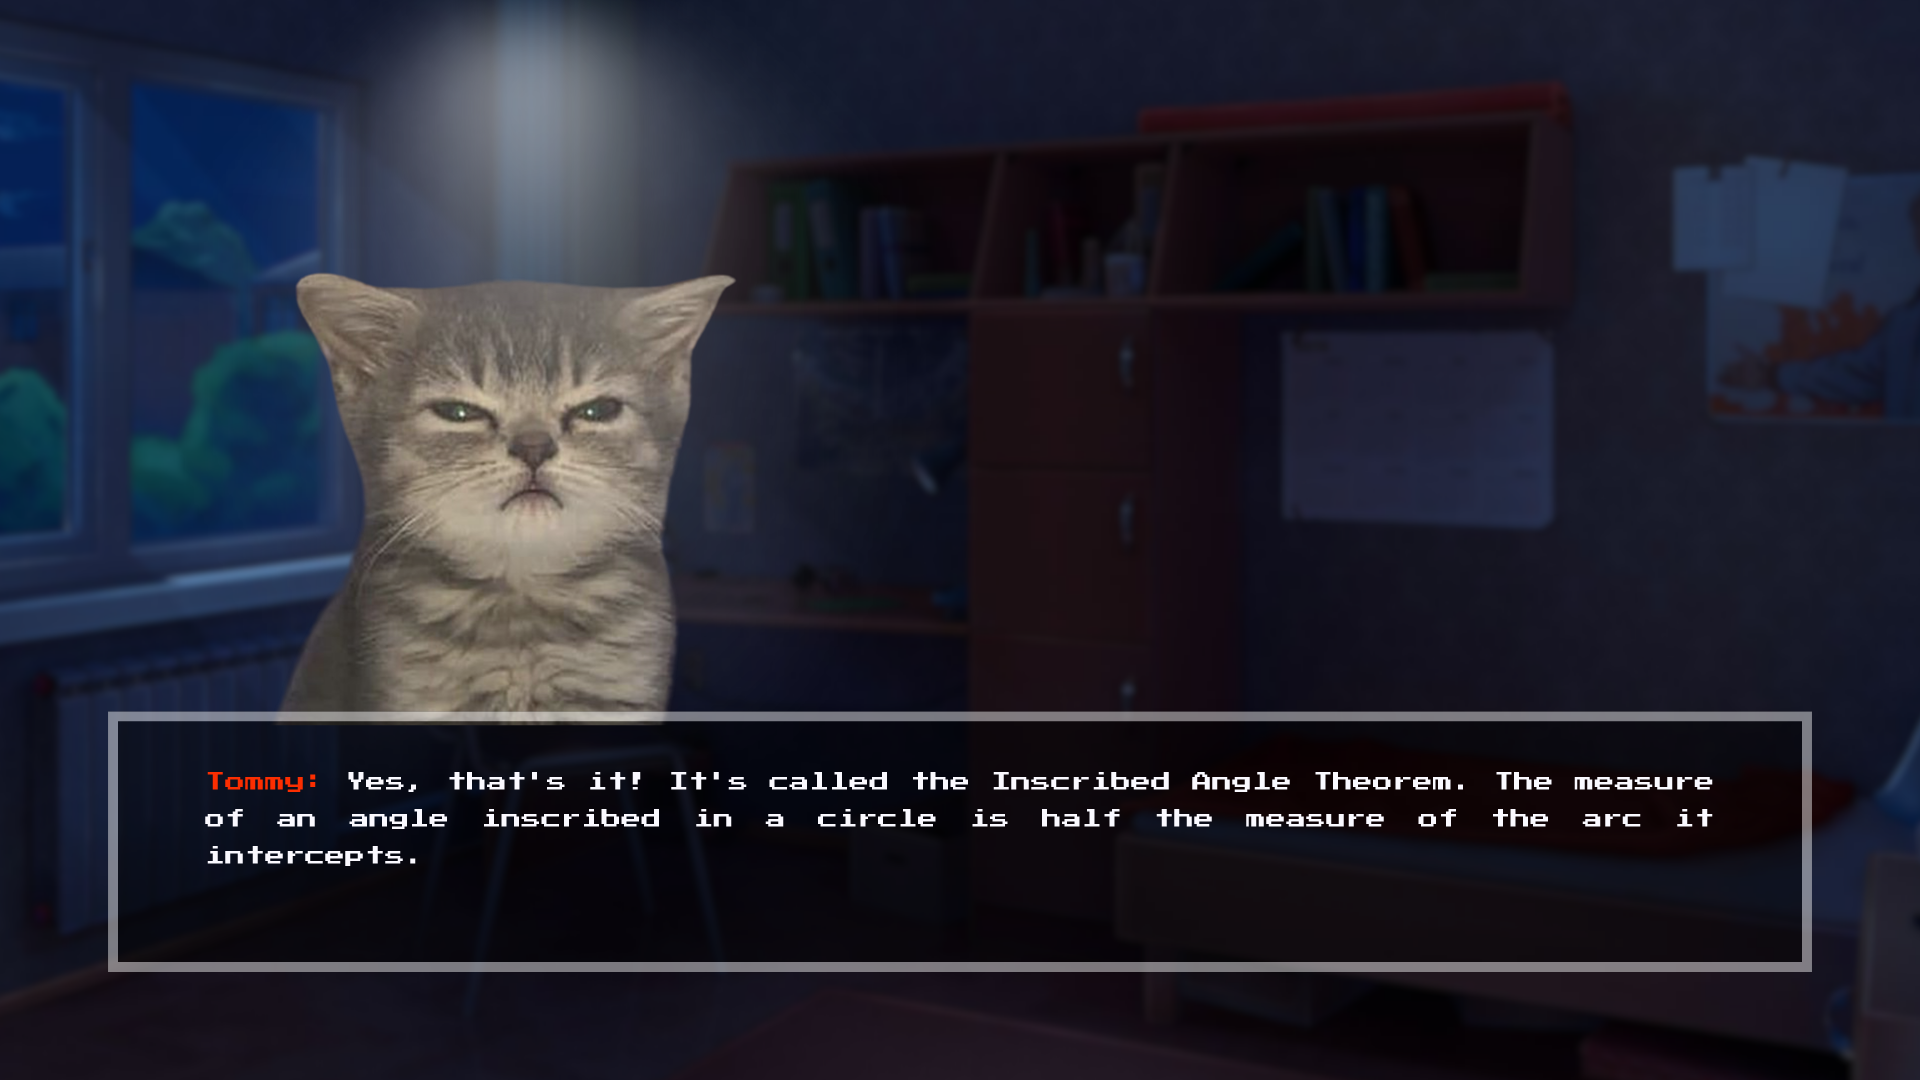 Tommy: Yes, that's it! It's called the Inscribed Angle Theorem. The measure
of an angle inscribed in a circle is half the measure of the arc it
intercepts.